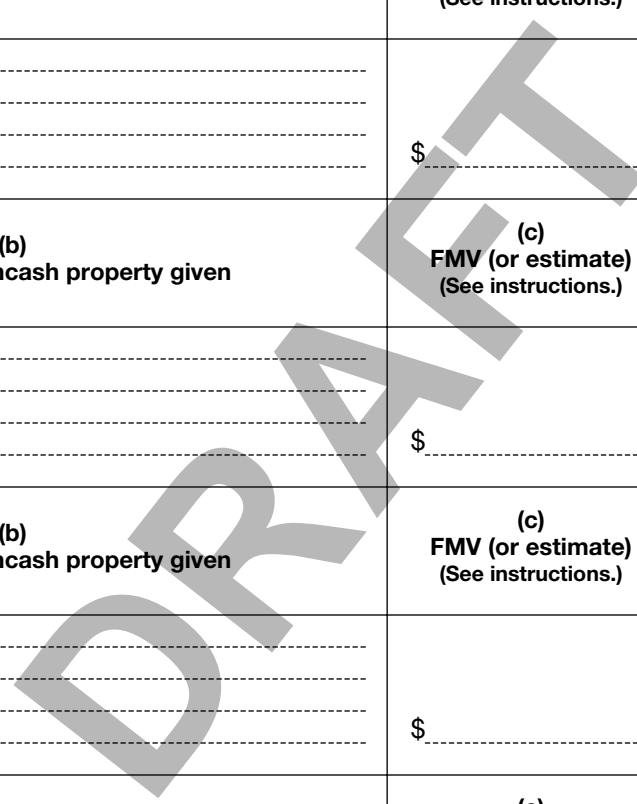 (See instructions.)
$
(b)
ncash property given
(c)
FMV (or estimate)
(See instructions.)
$
(b)
ncash property given
(c)
FMV (or estimate)
(See instructions.)
$
DRAFT